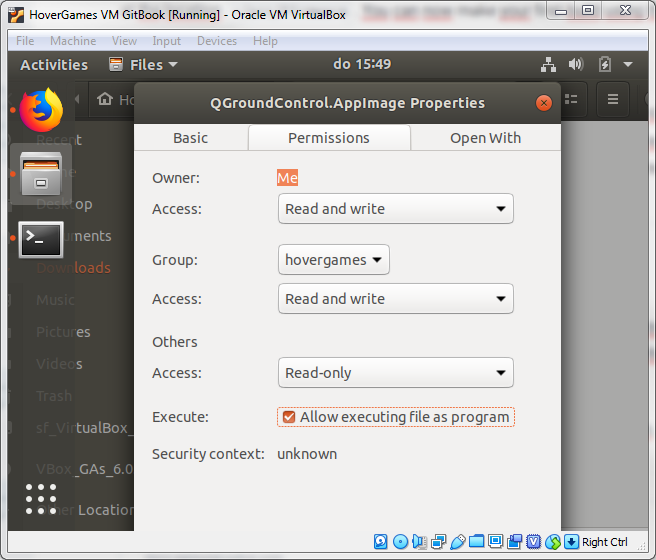 HoverGames VM GitBook [Running] - Oracle VM VirtualBox
File Machine View Input Devices Help
Activities Files do 15:49
Ho
QGroundControl.AppImage Properties
Basic Permissions Open With
Recent
Owner: Me
Desktop
Access: Read and write
uments
Group: hovergames
Downloads
Access: Read and write
Music
Pictures
Others
Videos
Access: Read-only
Trash
Execute: Allow executing file as program
sf_VirtualBox_
Security context: unknown
VBox_GAs_6.0
er Location
Right Ctrl